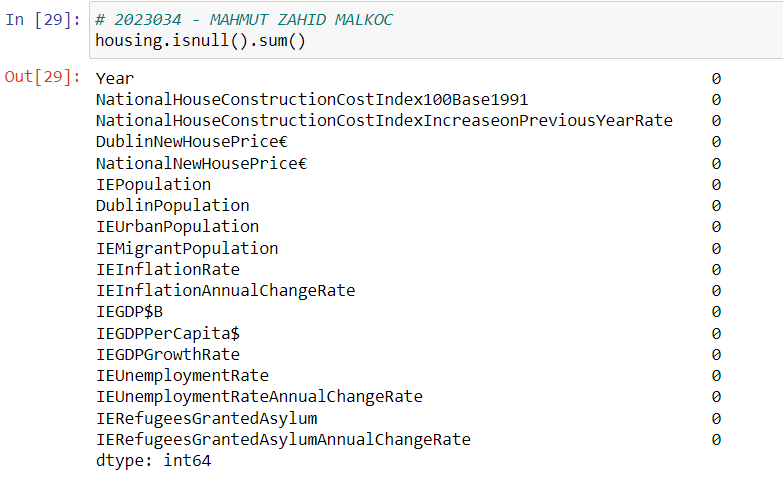 In [29]: # 2023034 - MAHMUT ZAHID MALKOC
housing.isnull().sum()
Out[29]: Year 0
NationalHouseConstructionCostIndex100Base1991 0
NationalHouseConstructionCostIndexIncreaseonPreviousYearRate 0
DublinNewHousePrice€ 0
NationalNewHousePrice€ 0
IEPopulation 0
DublinPopulation 0
IEUrbanPopulation 0
IEMigrantPopulation 0
IEInflationRate 0
IEInflationAnnualChangeRate 0
IEGDP$B 0
IEGDPPerCapita$ 0
IEGDPGrowthRate 0
IEUnemploymentRate 0
IEUnemploymentRateAnnualChangeRate 0
IERefugeesGrantedAsylum 0
IERefugeesGrantedAsylumAnnualChangeRate 0
dtype: int64